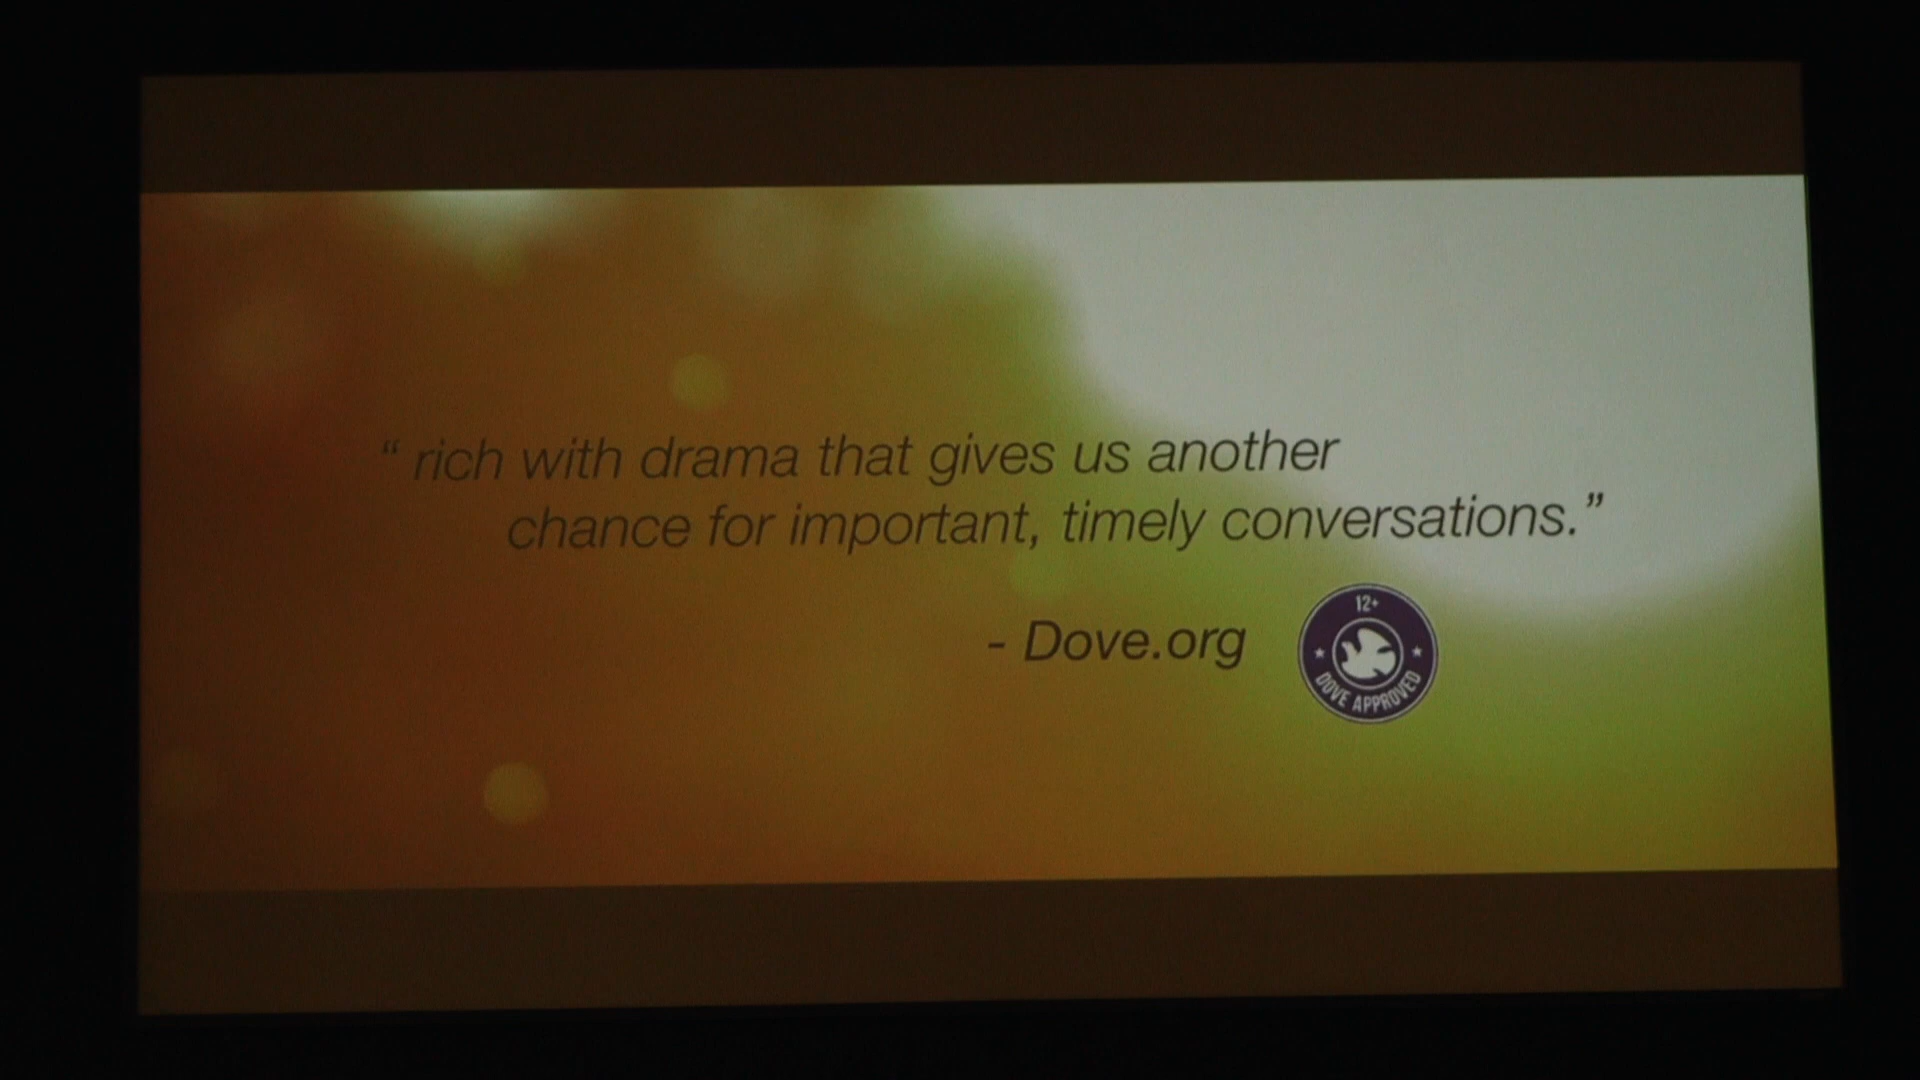 “ rich with drama that gives us another
chance for important, timely conversations.”
- Dove.org
12+
DOVE APPROVED